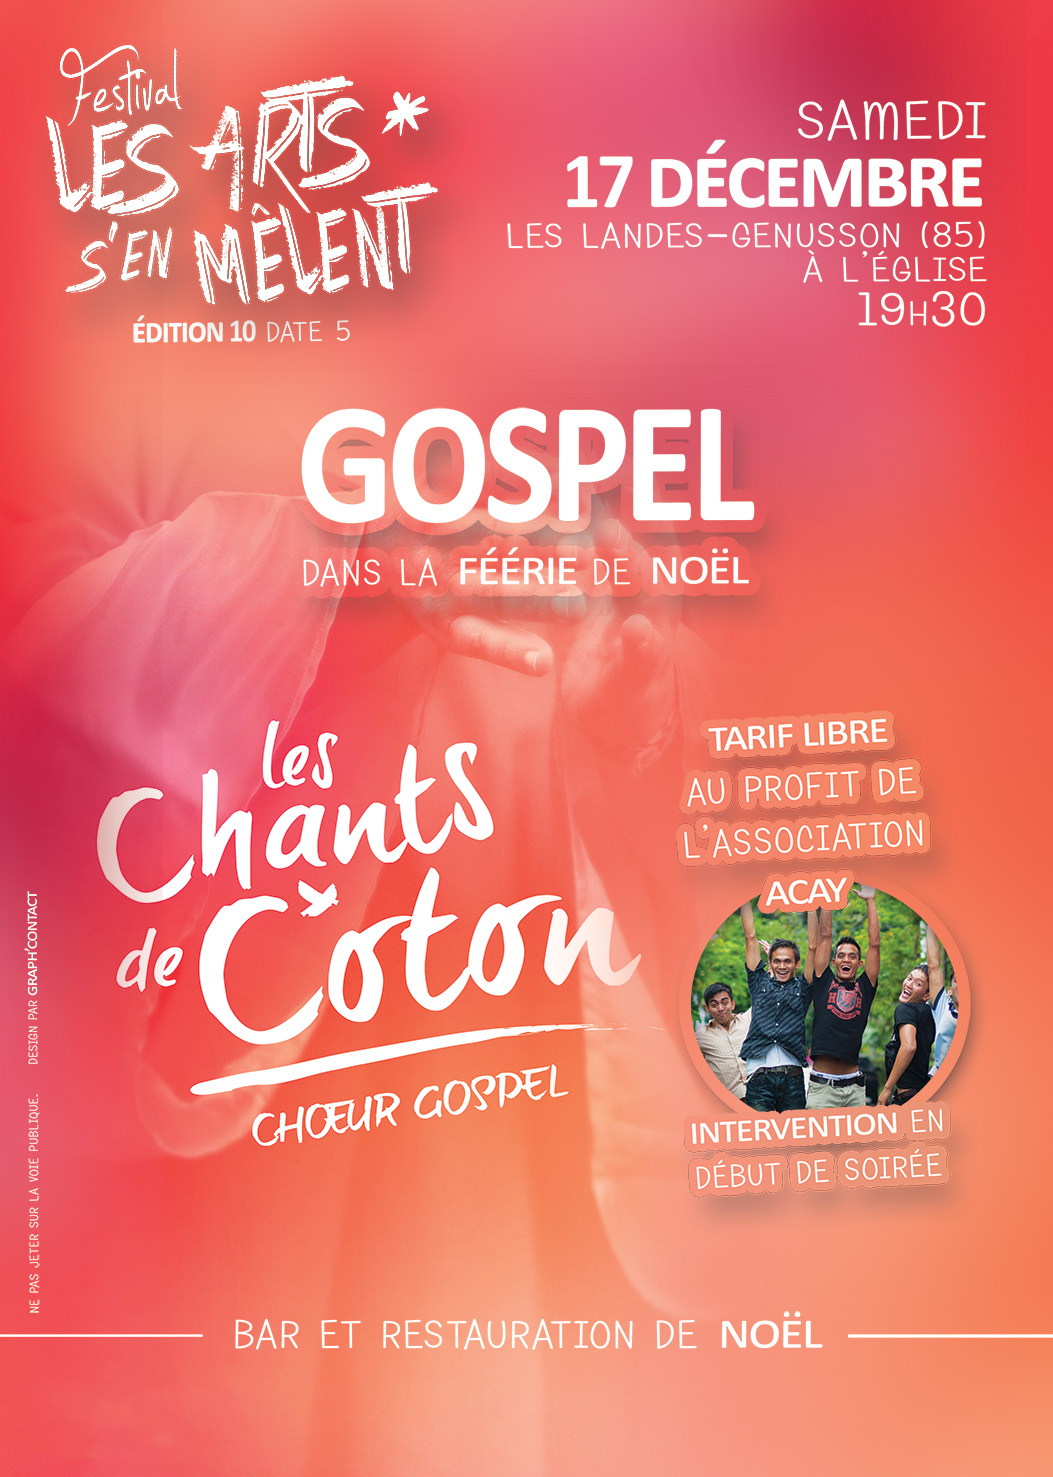 Festival
LES ARTS*
S'EN MÊLENT
ÉDITION 10 DATE 5
SAMEDI
17 DÉCEMBRE
LES LANDES-GENUSSON (85)
À L'ÉGLISE
19H30
GOSPEL
DANS LA FÉÉRIE DE NOËL
les
Chants
de Coton
CHŒUR GOSPEL
TARIF LIBRE
AU PROFIT DE
L'ASSOCIATION
ACAY
INTERVENTION EN
DÉBUT DE SOIRÉE
NE PAS JETER SUR LA VOIE PUBLIQUE. DESIGN PAR GRAPH'CONTACT
BAR ET RESTAURATION DE NOËL